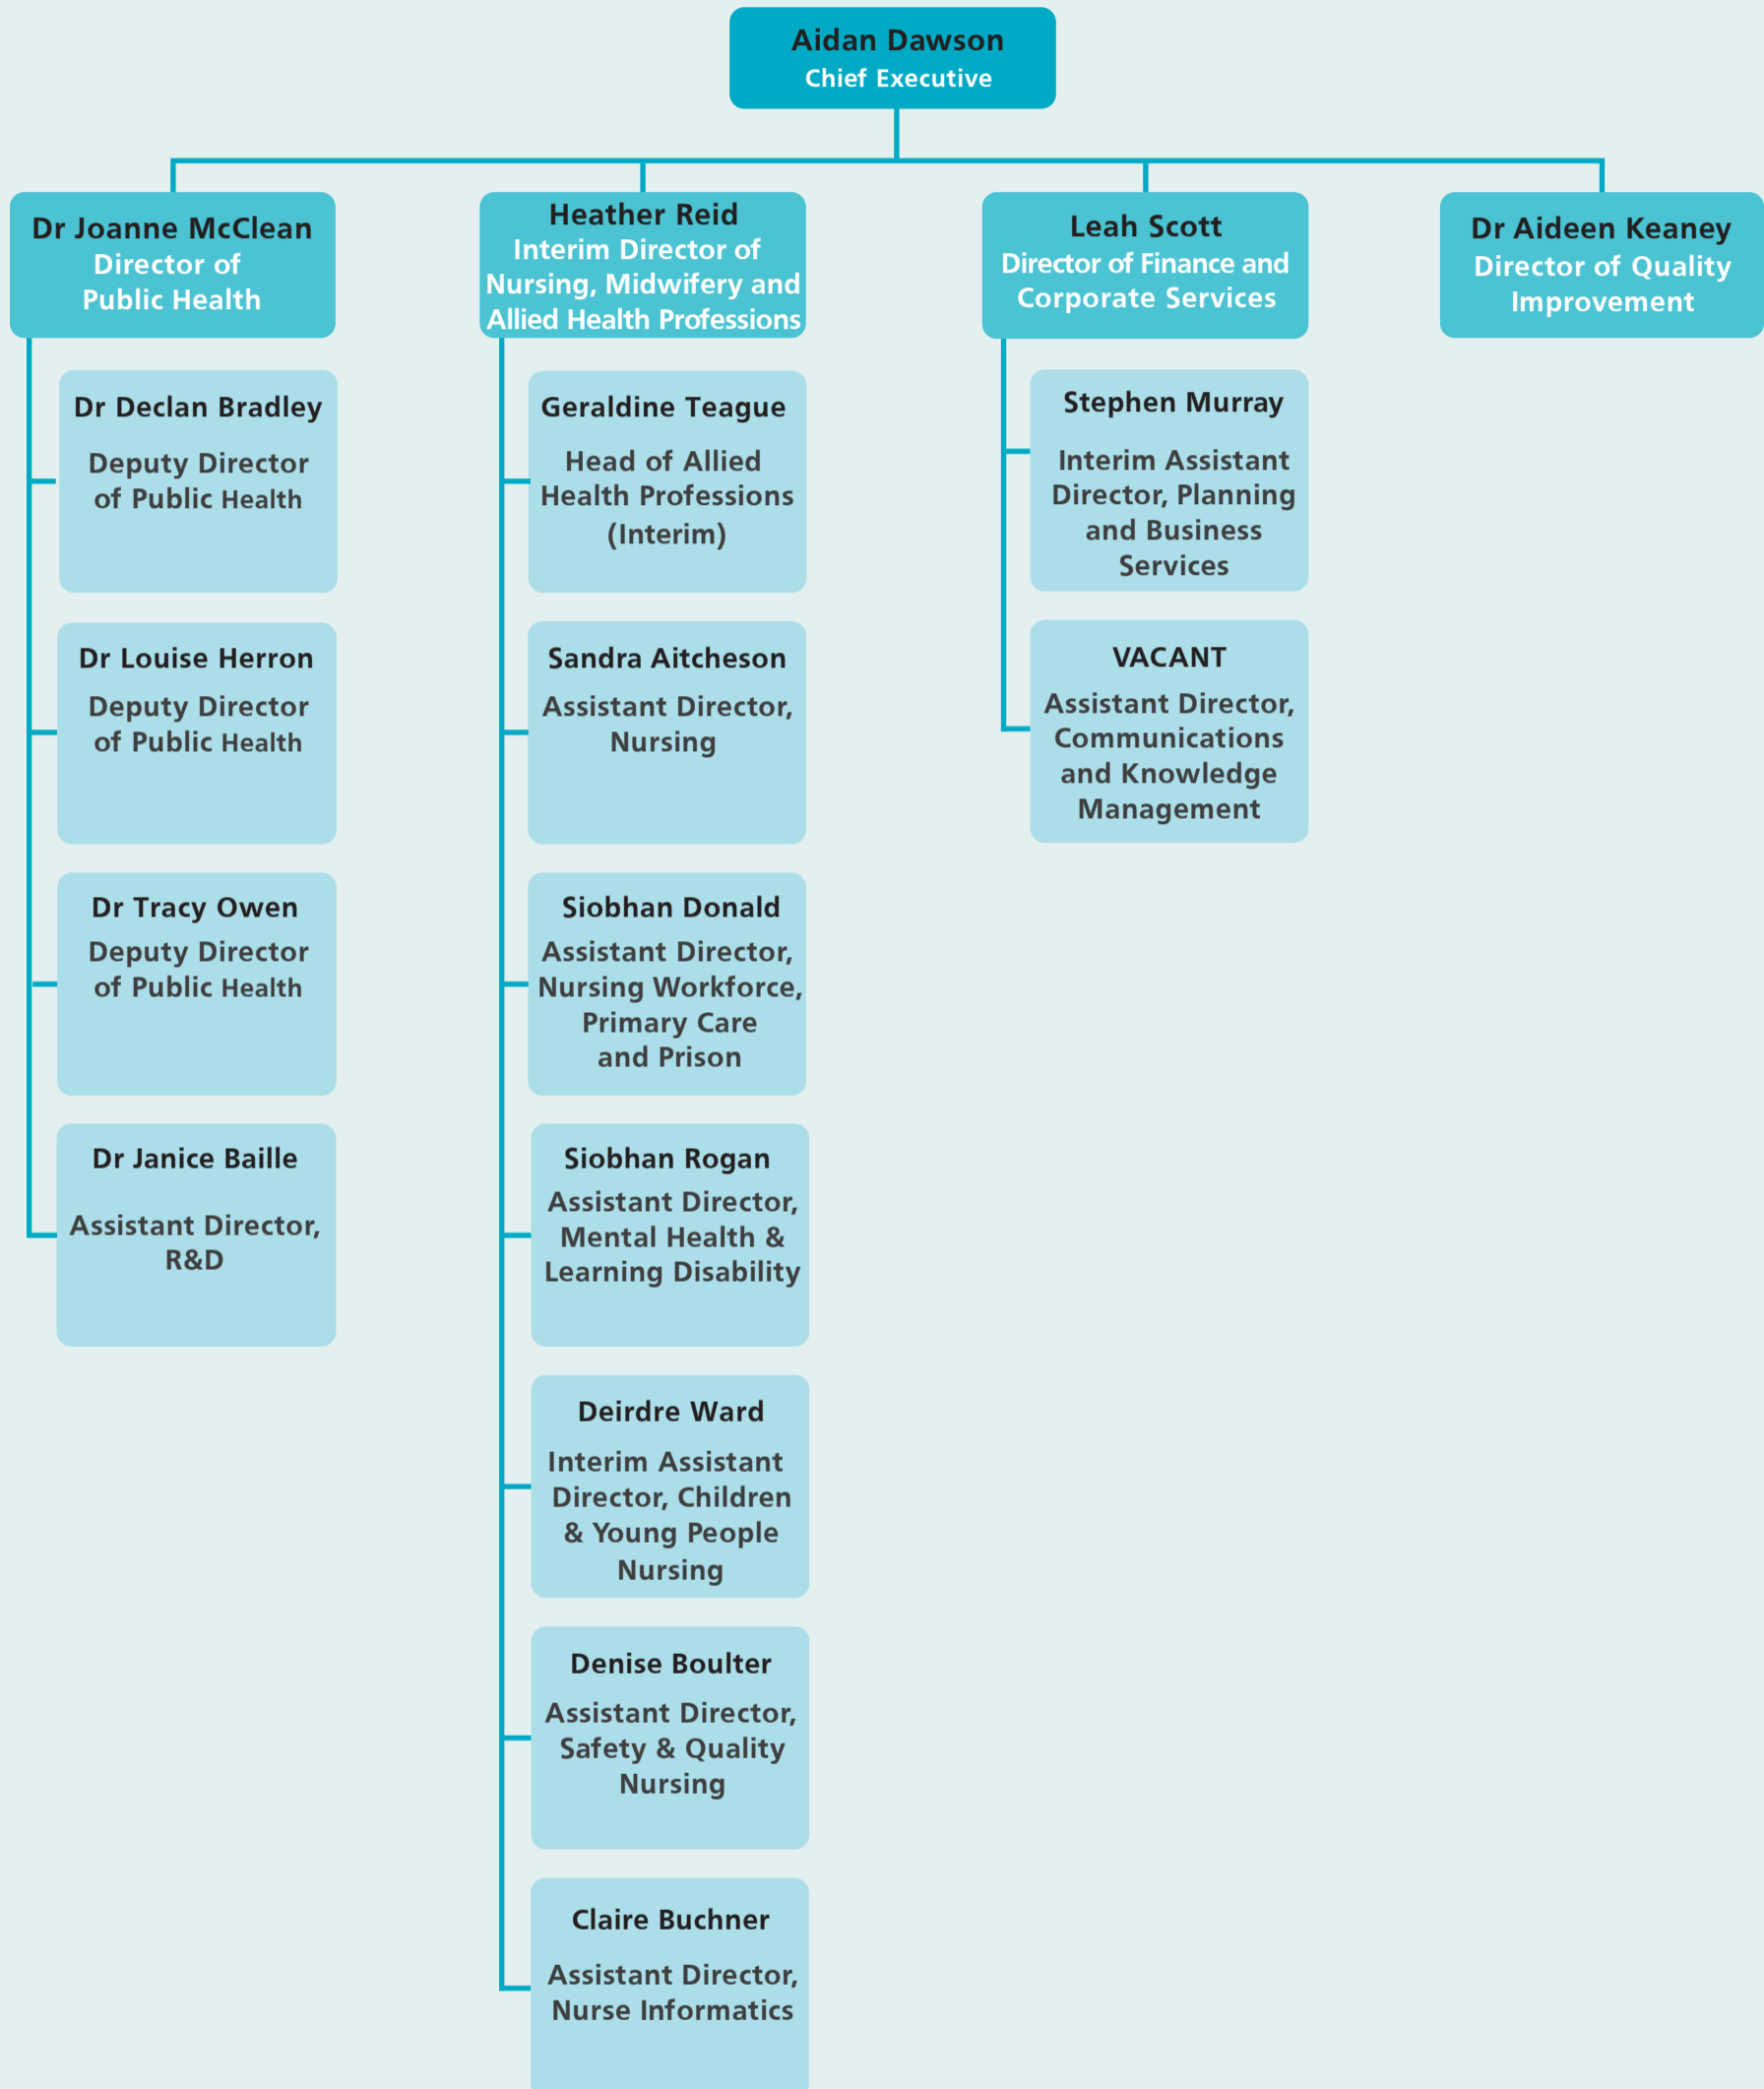 Aidan Dawson
Chief Executive
Dr Joanne McClean
Director of
Public Health
Heather Reid
Interim Director of
Nursing, Midwifery and
Allied Health Professions
Leah Scott
Director of Finance and
Corporate Services
Dr Aideen Keaney
Director of Quality
Improvement
Dr Declan Bradley
Deputy Director
of Public Health
Dr Louise Herron
Deputy Director
of Public Health
Dr Tracy Owen
Deputy Director
of Public Health
Dr Janice Baille
Assistant Director,
R&D
Geraldine Teague
Head of Allied
Health Professions
(Interim)
Sandra Aitcheson
Assistant Director,
Nursing
Siobhan Donald
Assistant Director,
Nursing Workforce,
Primary Care
and Prison
Siobhan Rogan
Assistant Director,
Mental Health &
Learning Disability
Deirdre Ward
Interim Assistant
Director, Children
& Young People
Nursing
Denise Boulter
Assistant Director,
Safety & Quality
Nursing
Claire Buchner
Assistant Director,
Nurse Informatics
Stephen Murray
Interim Assistant
Director, Planning
and Business
Services
VACANT
Assistant Director,
Communications
and Knowledge
Management